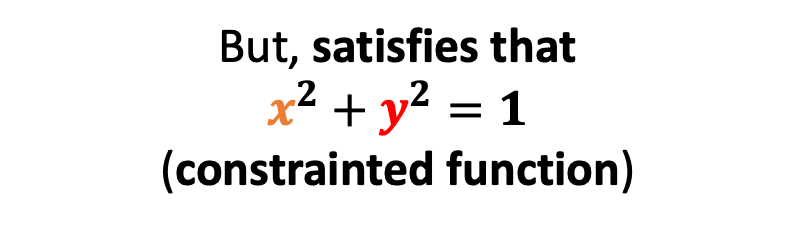 But, satisfies that
x² + y² = 1
(constrainted function)